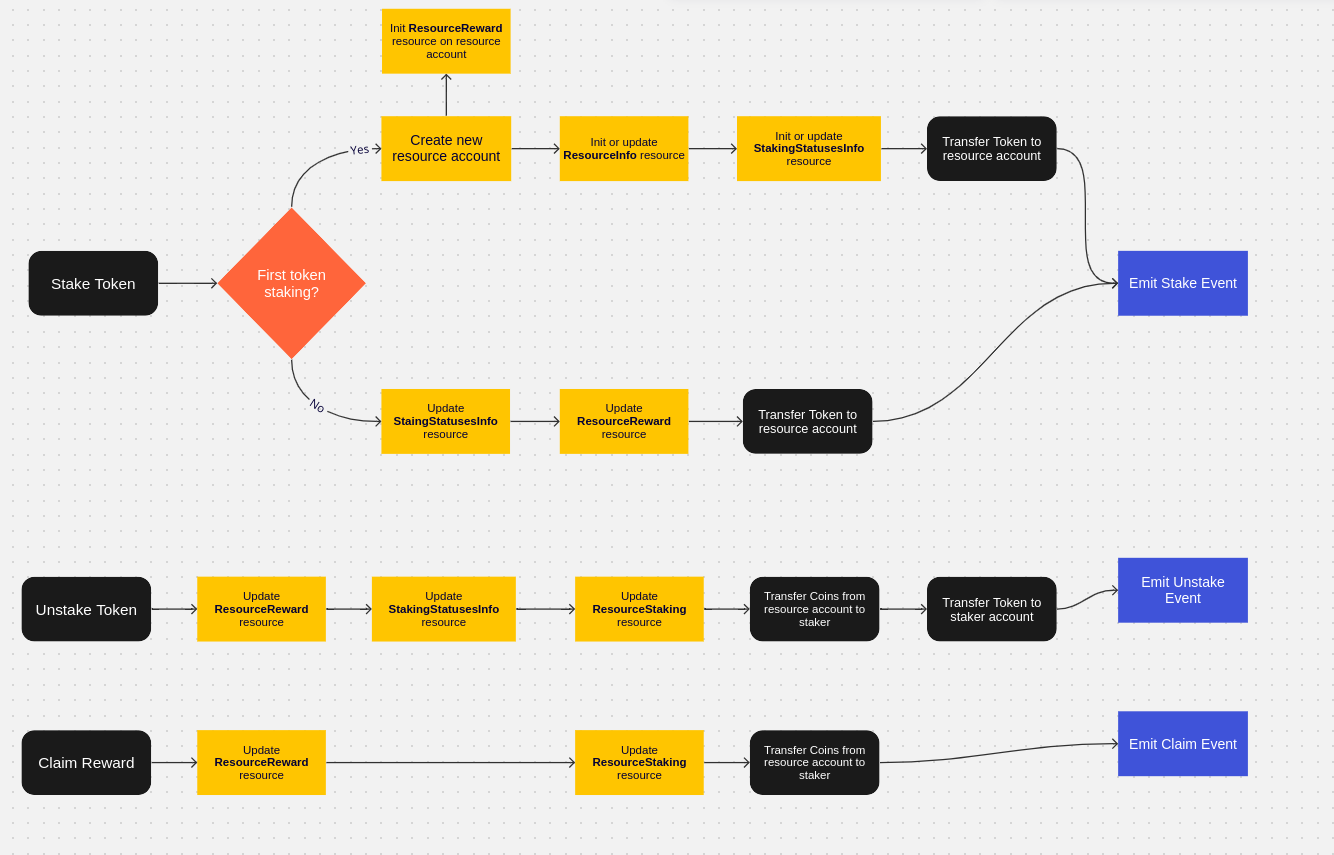 Init ResourceReward
resource on resource
account
Create new
resource account
Init or update
ResourceInfo resource
Init or update
StakingStatusesInfo
resource
Transfer Token to
resource account
Yes
Stake Token
First token
staking?
Emit Stake Event
No
Update
StaingStatusesInfo
resource
Update
ResourceReward
resource
Transfer Token to
resource account
Unstake Token
Update
ResourceReward
resource
Update
StakingStatusesInfo
resource
Update
ResourceStaking
resource
Transfer Coins from
resource account to
staker
Transfer Token to
staker account
Emit Unstake
Event
Claim Reward
Update
ResourceReward
resource
Update
ResourceStaking
resource
Transfer Coins from
resource account to
staker
Emit Claim Event